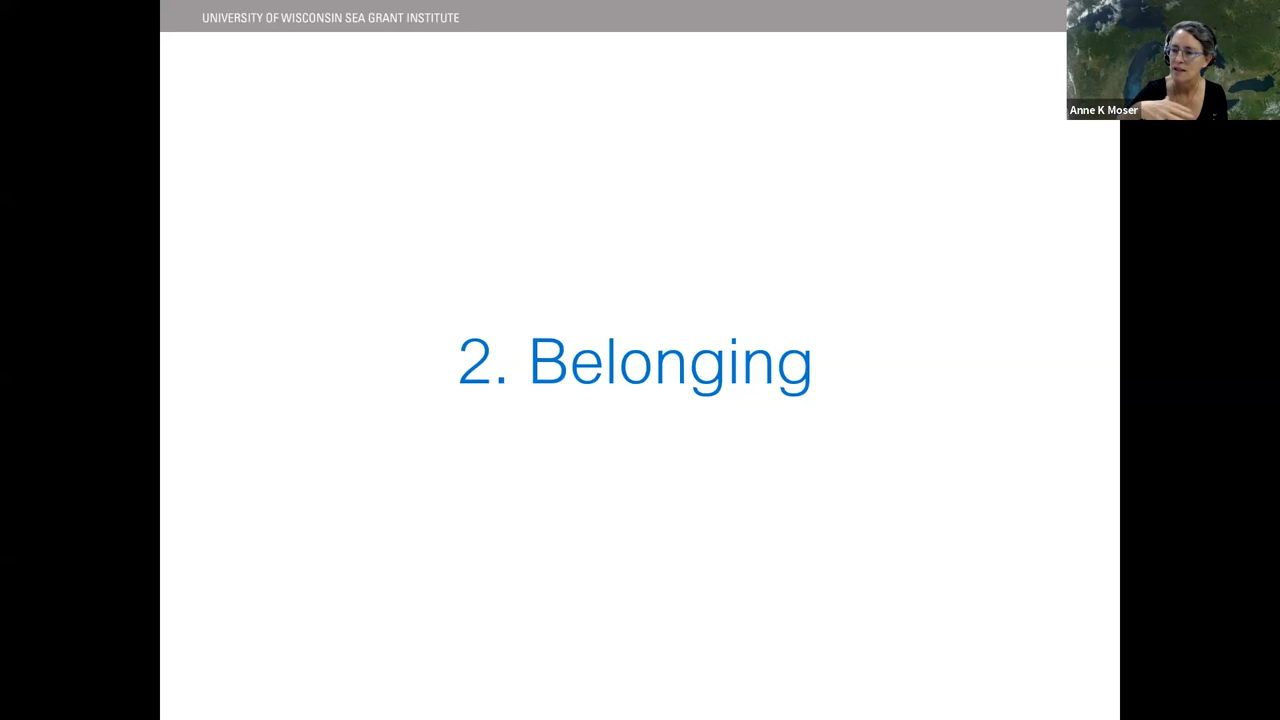 UNIVERSITY OF WISCONSIN SEA GRANT INSTITUTE
Anne K Moser
2. Belonging